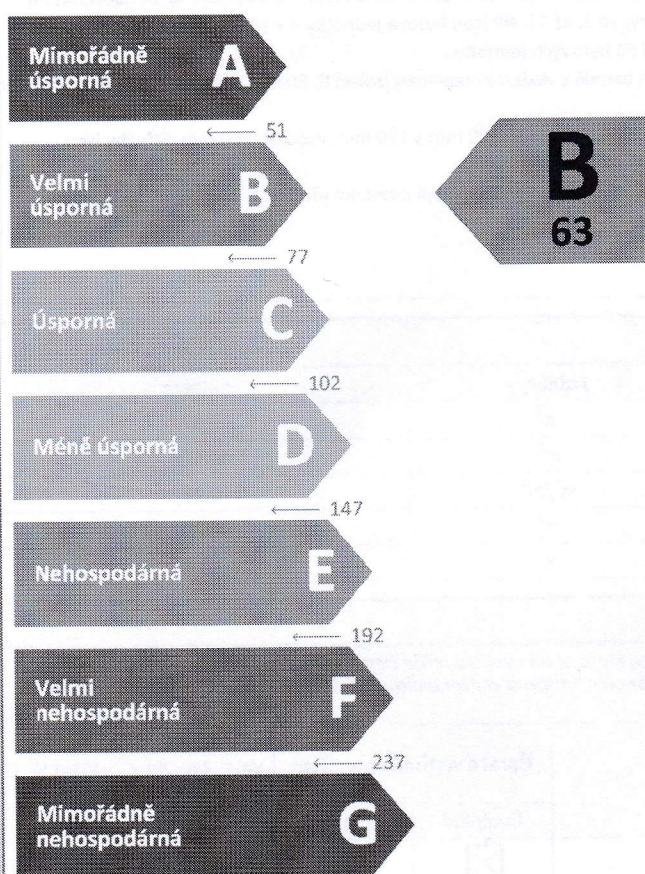 Mimořádně
úsporná
A
51
Velmi
úsporná
B
B
63
77
Úsporná
C
102
Méně úsporná
D
147
Nehospodárná
E
192
Velmi
nehospodárná
F
237
Mimořádně
nehospodárná
G